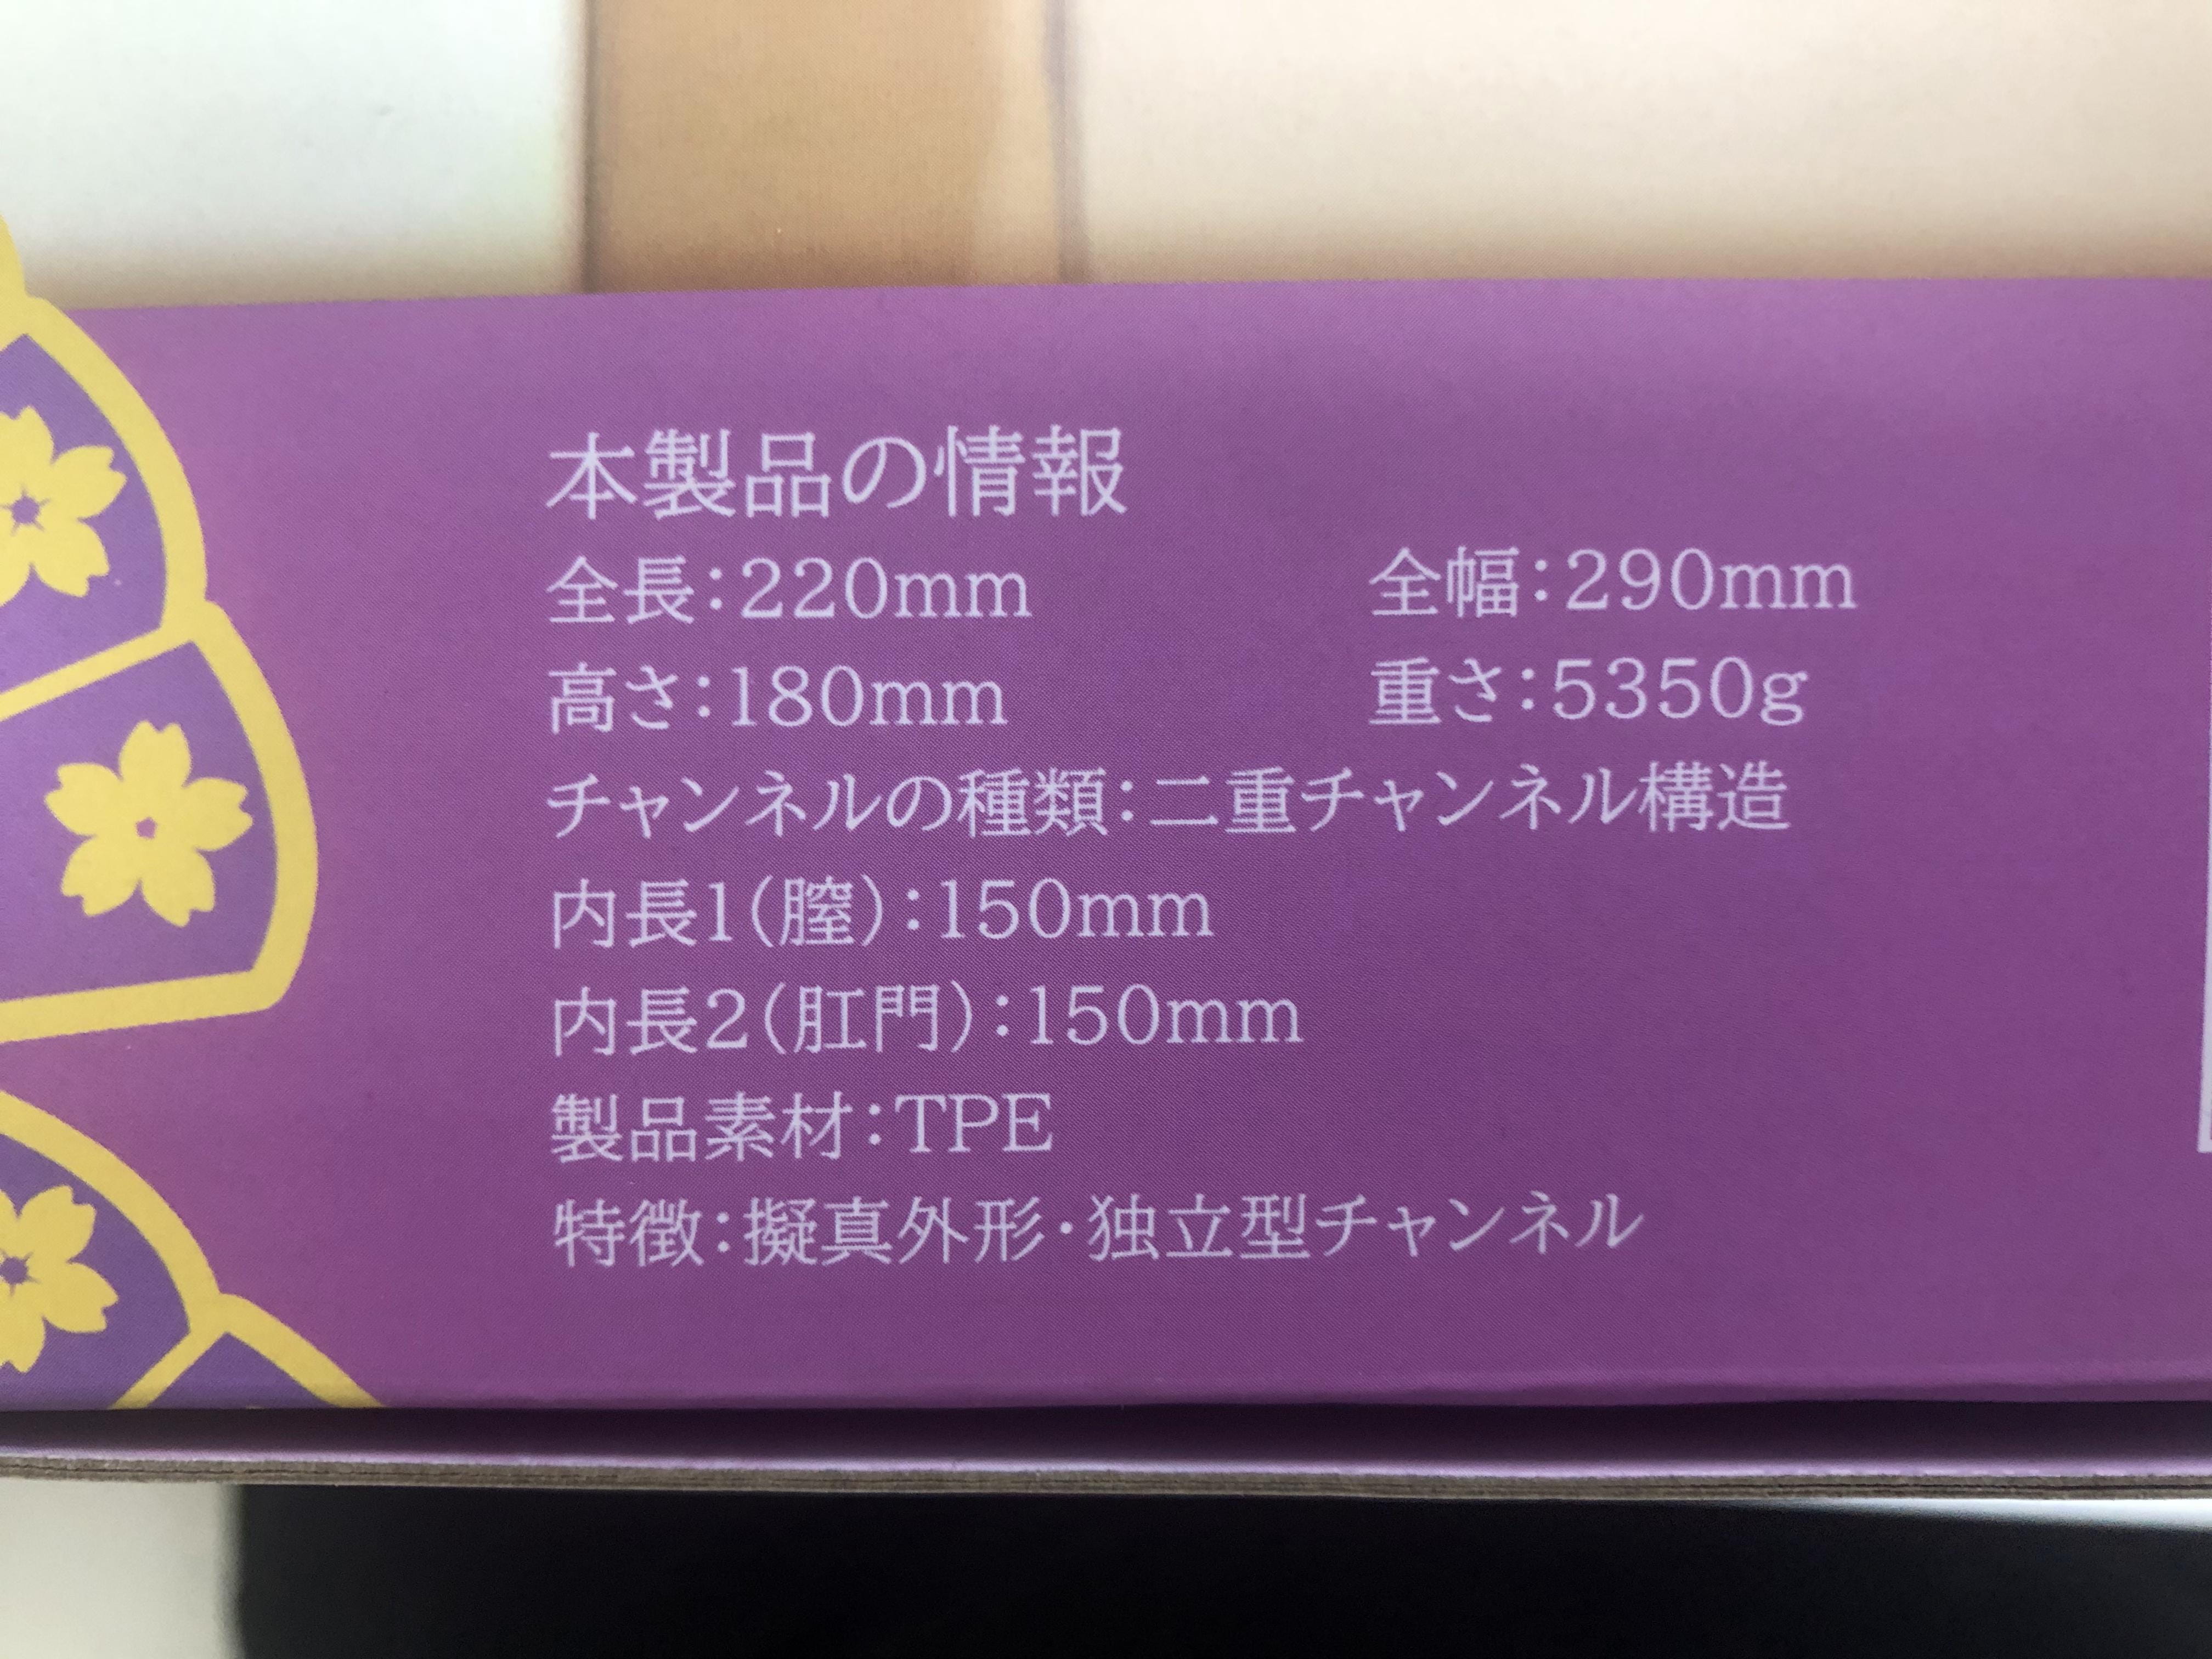 本製品の情報
全長：220mm 全幅：290mm
高さ：180mm 重さ：5350g
チャンネルの種類：二重チャンネル構造
内長1（膣）：150mm
内長2（肛門）：150mm
製品素材：TPE
特徴：擬真外形・独立型チャンネル